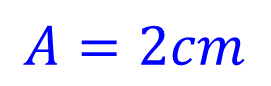 A = 2cm